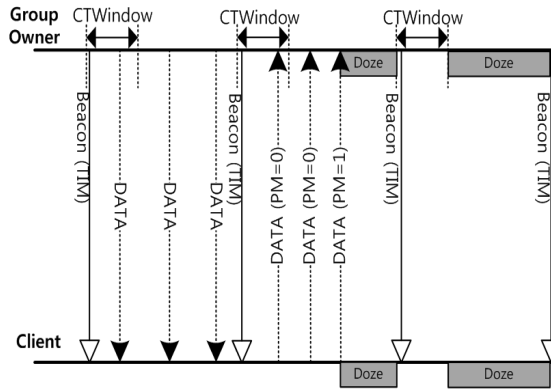 Group
Owner
CTWindow
CTWindow
CTWindow
Doze
Doze
Beacon (TIM)
DATA
DATA
DATA
Beacon (TIM)
DATA (PM=0)
DATA (PM=0)
DATA (PM=1)
Beacon (TIM)
Beacon (TIM)
Client
Doze
Doze